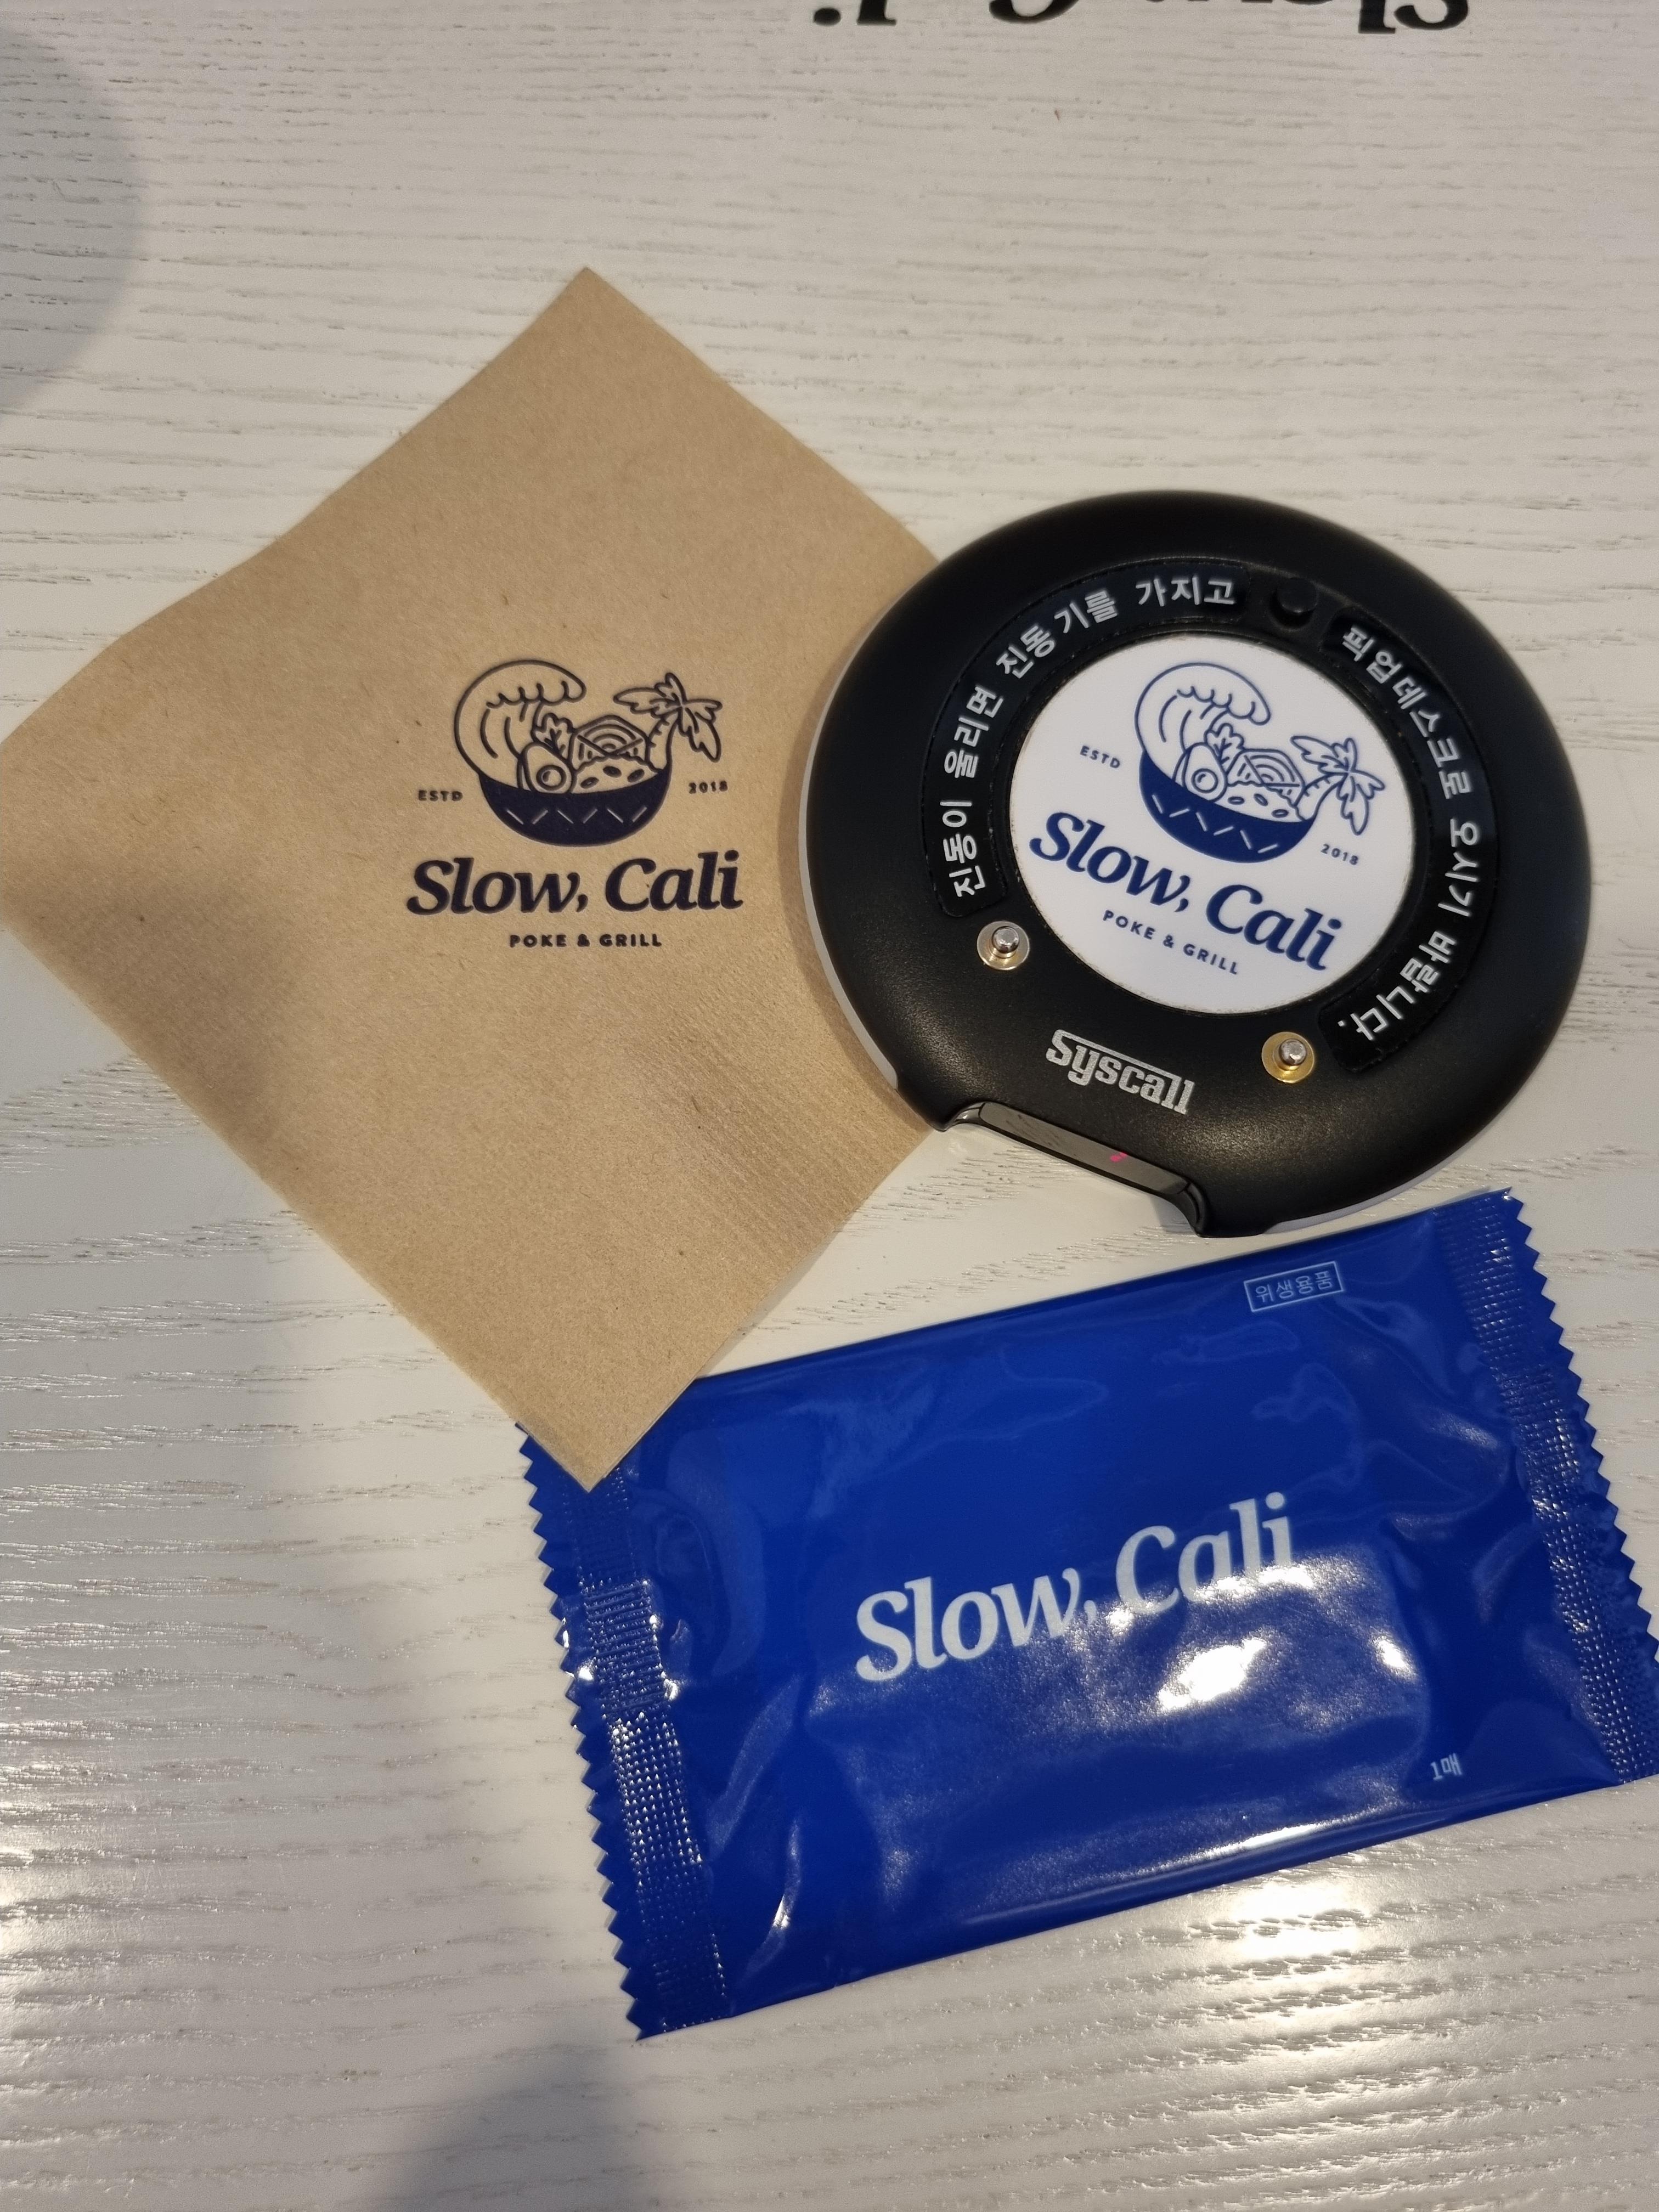 ESTD 2018
Slow, Cali
POKE & GRILL
진동이 울리면 진동기를 가지고
픽업데스크로 오시기 바랍니다.
ESTD 2018
Slow, Cali
POKE & GRILL
Syscall
위생용품
Slow, Cali
1매